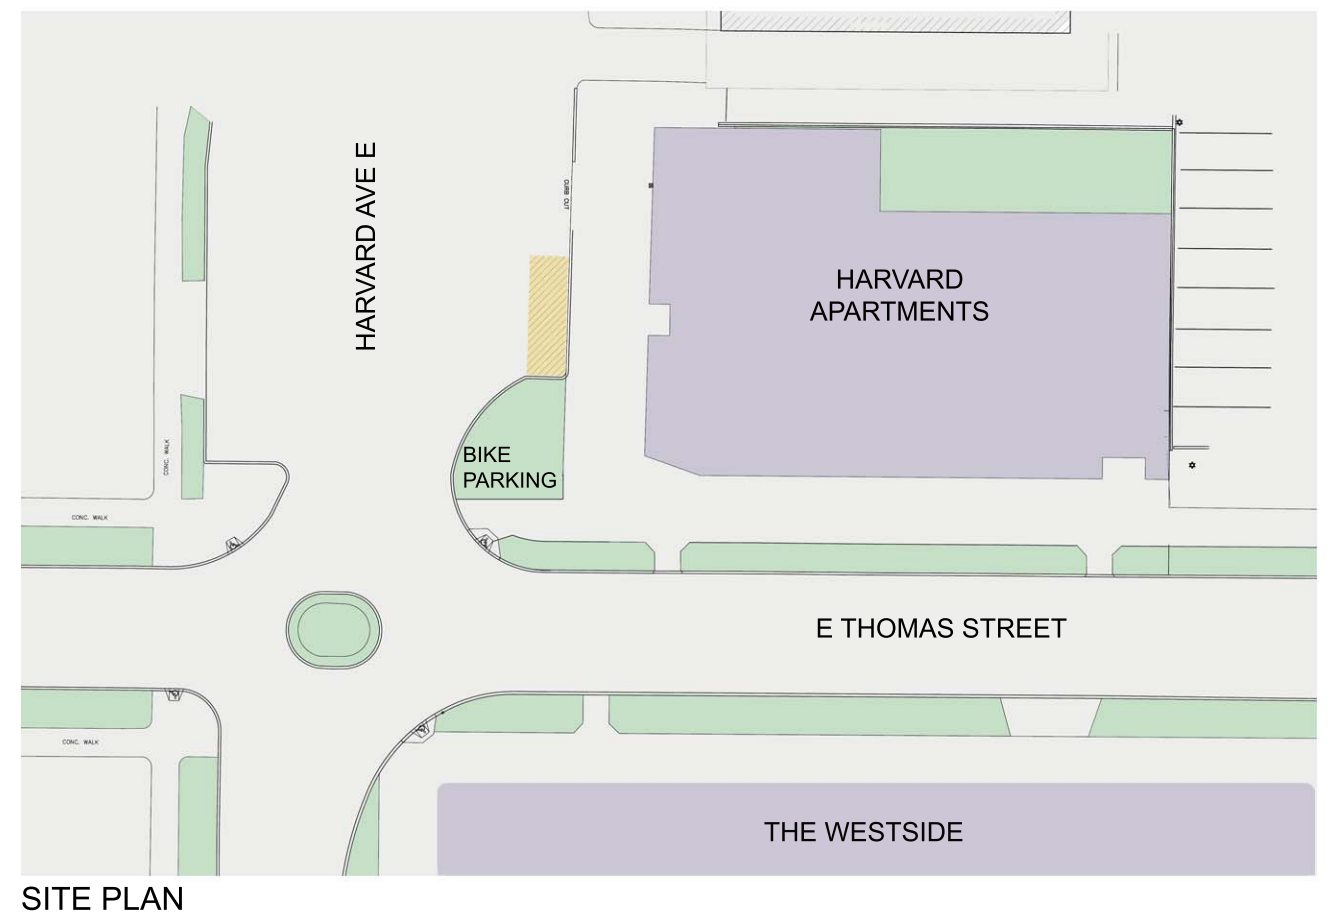 HARVARD AVE E
CURB CUT
HARVARD
APARTMENTS
BIKE
PARKING
CONC. WALK
CONC. WALK
E THOMAS STREET
CONC. WALK
THE WESTSIDE
SITE PLAN